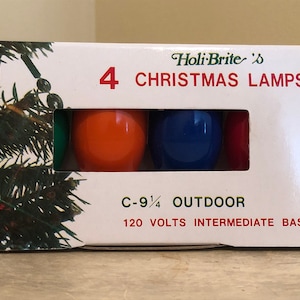 Holi-Brite 's
4 CHRISTMAS LAMPS
C-9¼ OUTDOOR
120 VOLTS INTERMEDIATE BAS